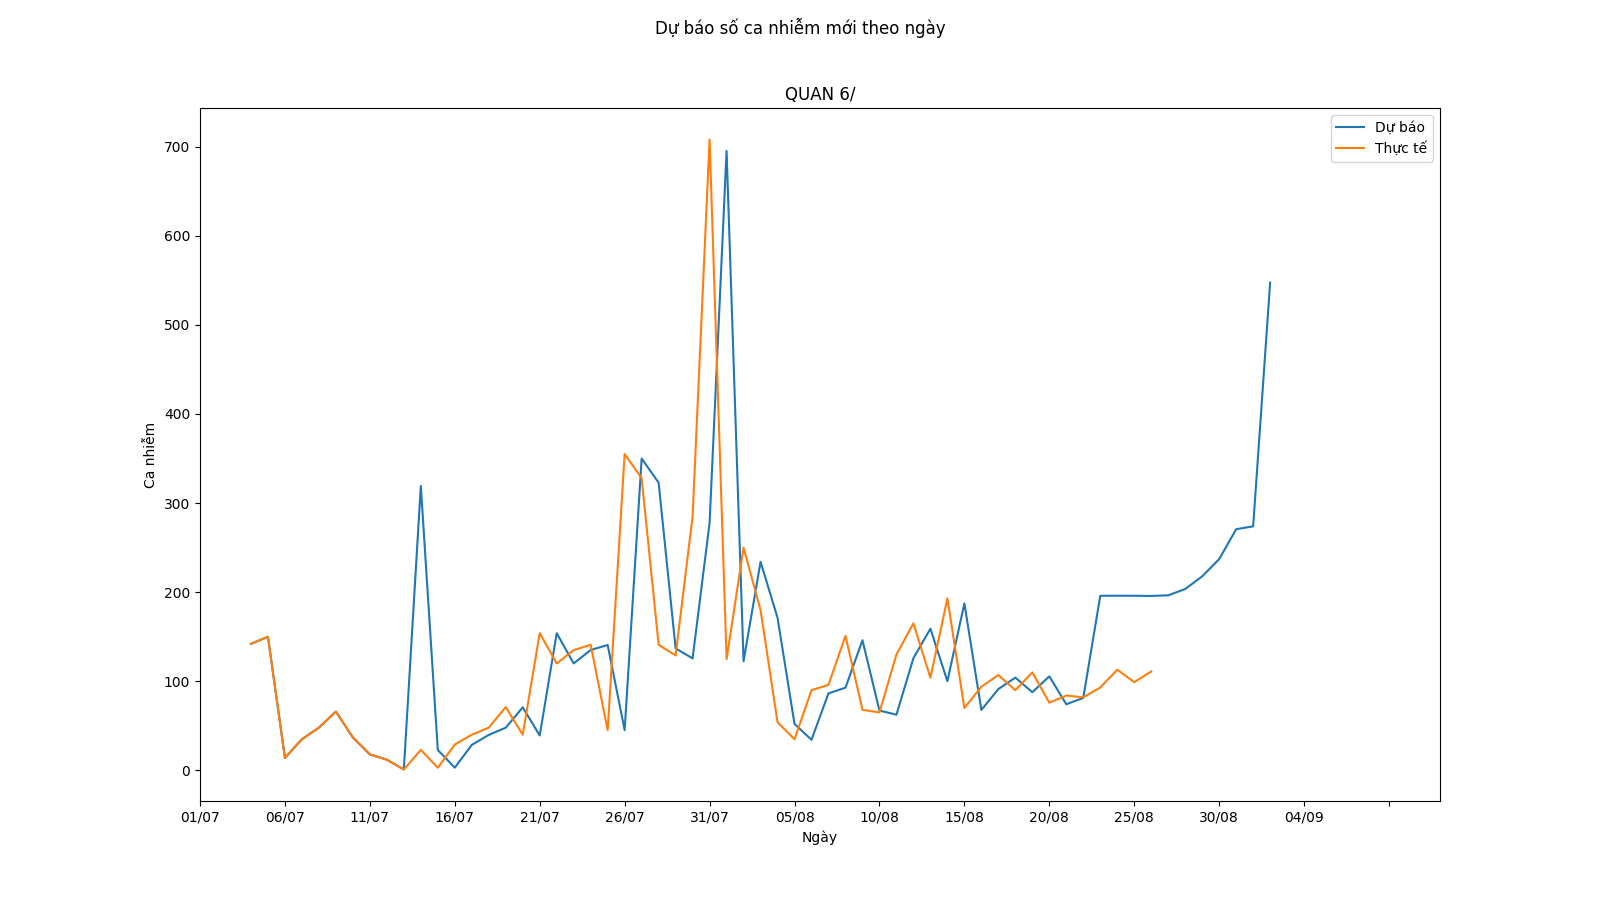 Dự báo số ca nhiễm mới theo ngày
QUAN 6/
Dự báo
Thực tế
700
600
500
400
300
200
100
0
Ca nhiễm
01/07 06/07 11/07 16/07 21/07 26/07 31/07 05/08 10/08 15/08 20/08 25/08 30/08 04/09
Ngày